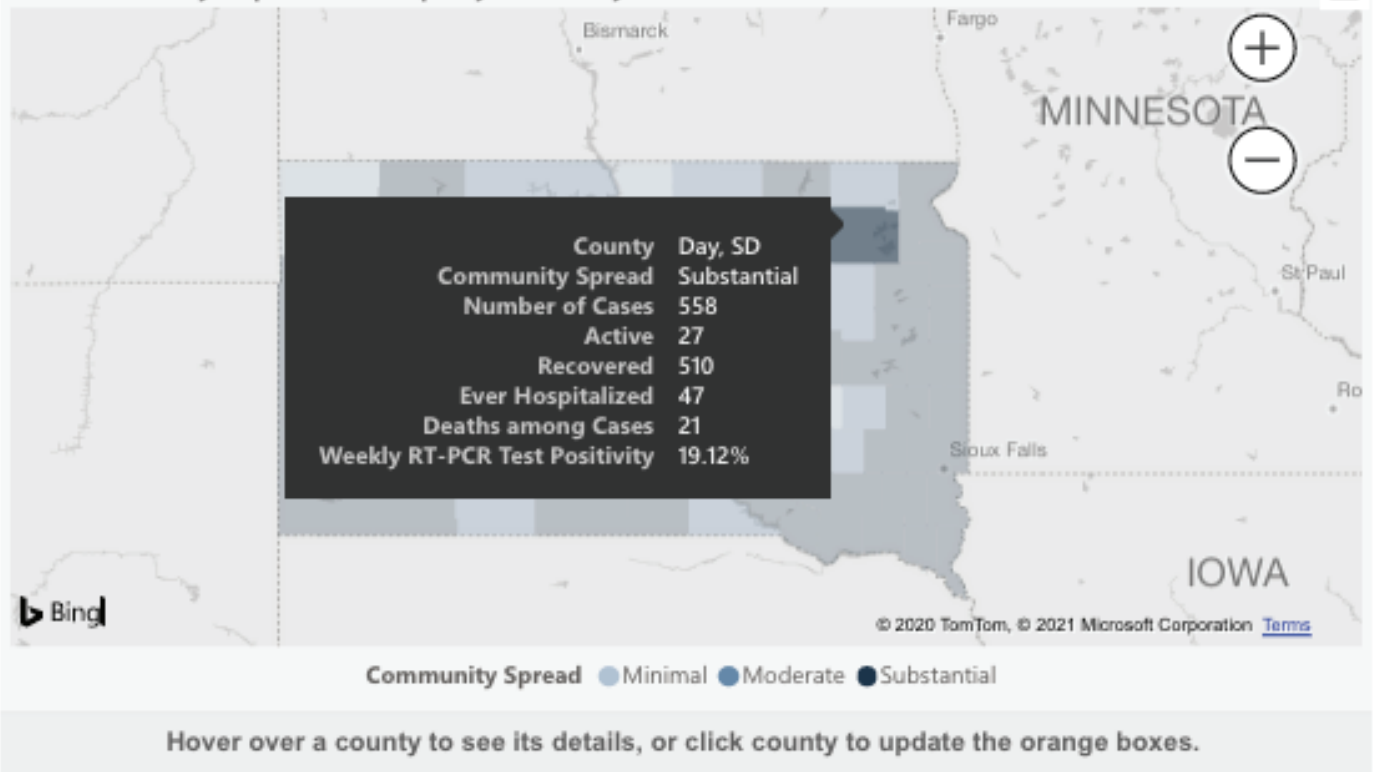 Bismarck
Fargo
MINNESOTA
County Day, SD
Community Spread Substantial
Number of Cases 558
Active 27
Recovered 510
Ever Hospitalized 47
Deaths among Cases 21
Weekly RT-PCR Test Positivity 19.12%
St Paul
Ro
Sioux Falls
IOWA
Bing
© 2020 TomTom, © 2021 Microsoft Corporation Terms
Community Spread Minimal Moderate Substantial
Hover over a county to see its details, or click county to update the orange boxes.